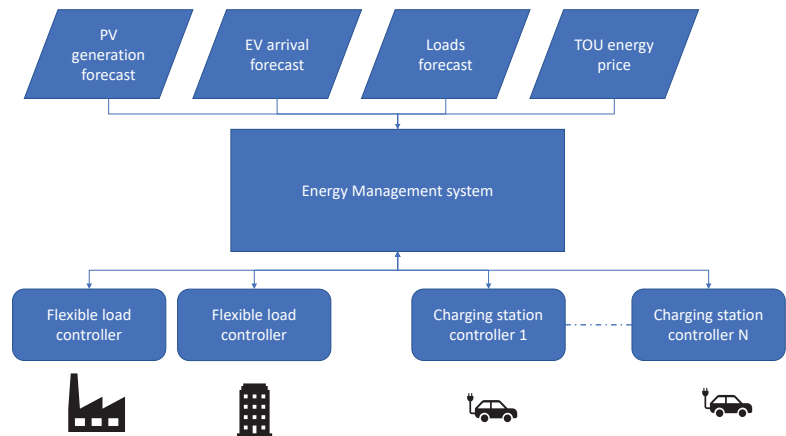 PV
generation
forecast
EV arrival
forecast
Loads
forecast
TOU energy
price
Energy Management system
Flexible load
controller
Flexible load
controller
Charging station
controller 1
Charging station
controller N